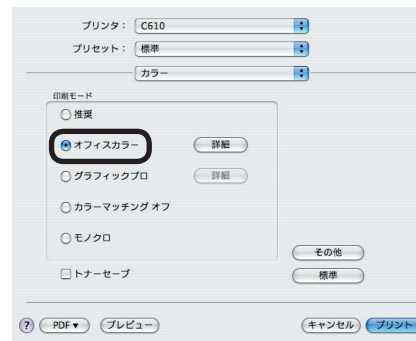 プリンタ： C610
プリセット： 標準
カラー
印刷モード
推奨
オフィスカラー 詳細
グラフィックプロ 詳細
カラーマッチング オフ
モノクロ
その他
トナーセーブ 標準
? PDF▼ プレビュー キャンセル プリント